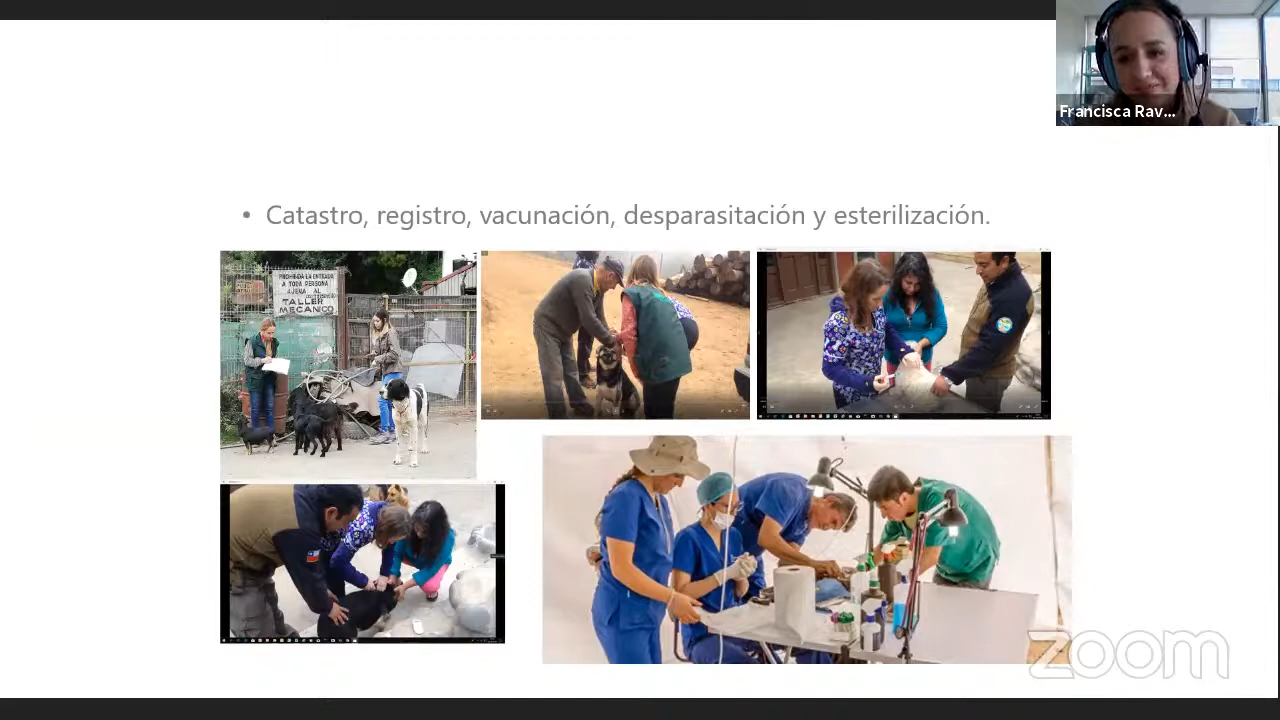 Francisca Rav...
• Catastro, registro, vacunación, desparasitación y esterilización.
PROHIBIDA LA ENTRADA
A TODA PERSONA
AJENA AL
TALLER
MECANICO
zoom